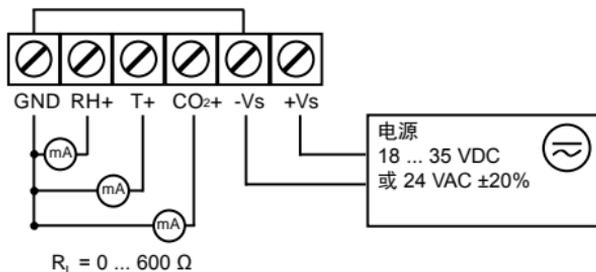 GND RH+ T+ CO2+ -Vs +Vs
电源
18 ... 35 VDC
或 24 VAC ±20%
mA
mA
mA
RL = 0 ... 600 Ω